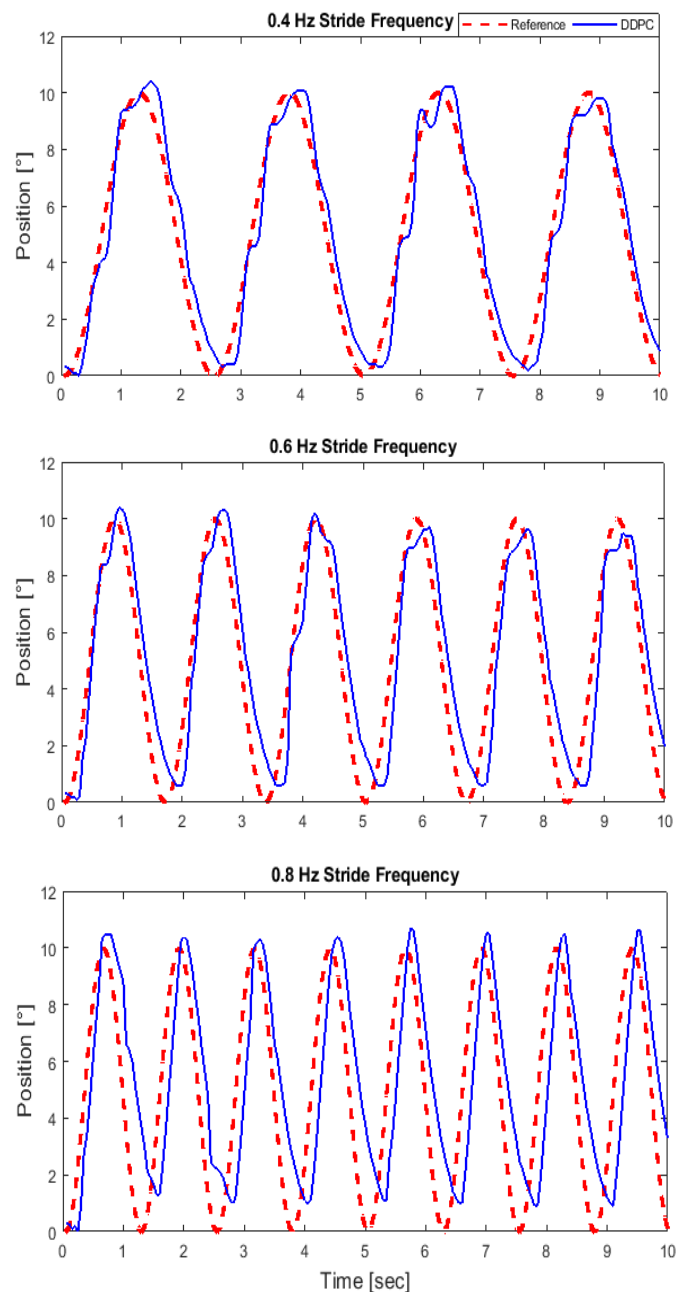 0.4 Hz Stride Frequency
Reference DDPC
12
10
8
6
4
2
0
Position [°]
0 1 2 3 4 5 6 7 8 9 10
0.6 Hz Stride Frequency
12
10
8
6
4
2
0
Position [°]
0 1 2 3 4 5 6 7 8 9 10
0.8 Hz Stride Frequency
12
10
8
6
4
2
0
Position [°]
0 1 2 3 4 5 6 7 8 9 10
Time [sec]